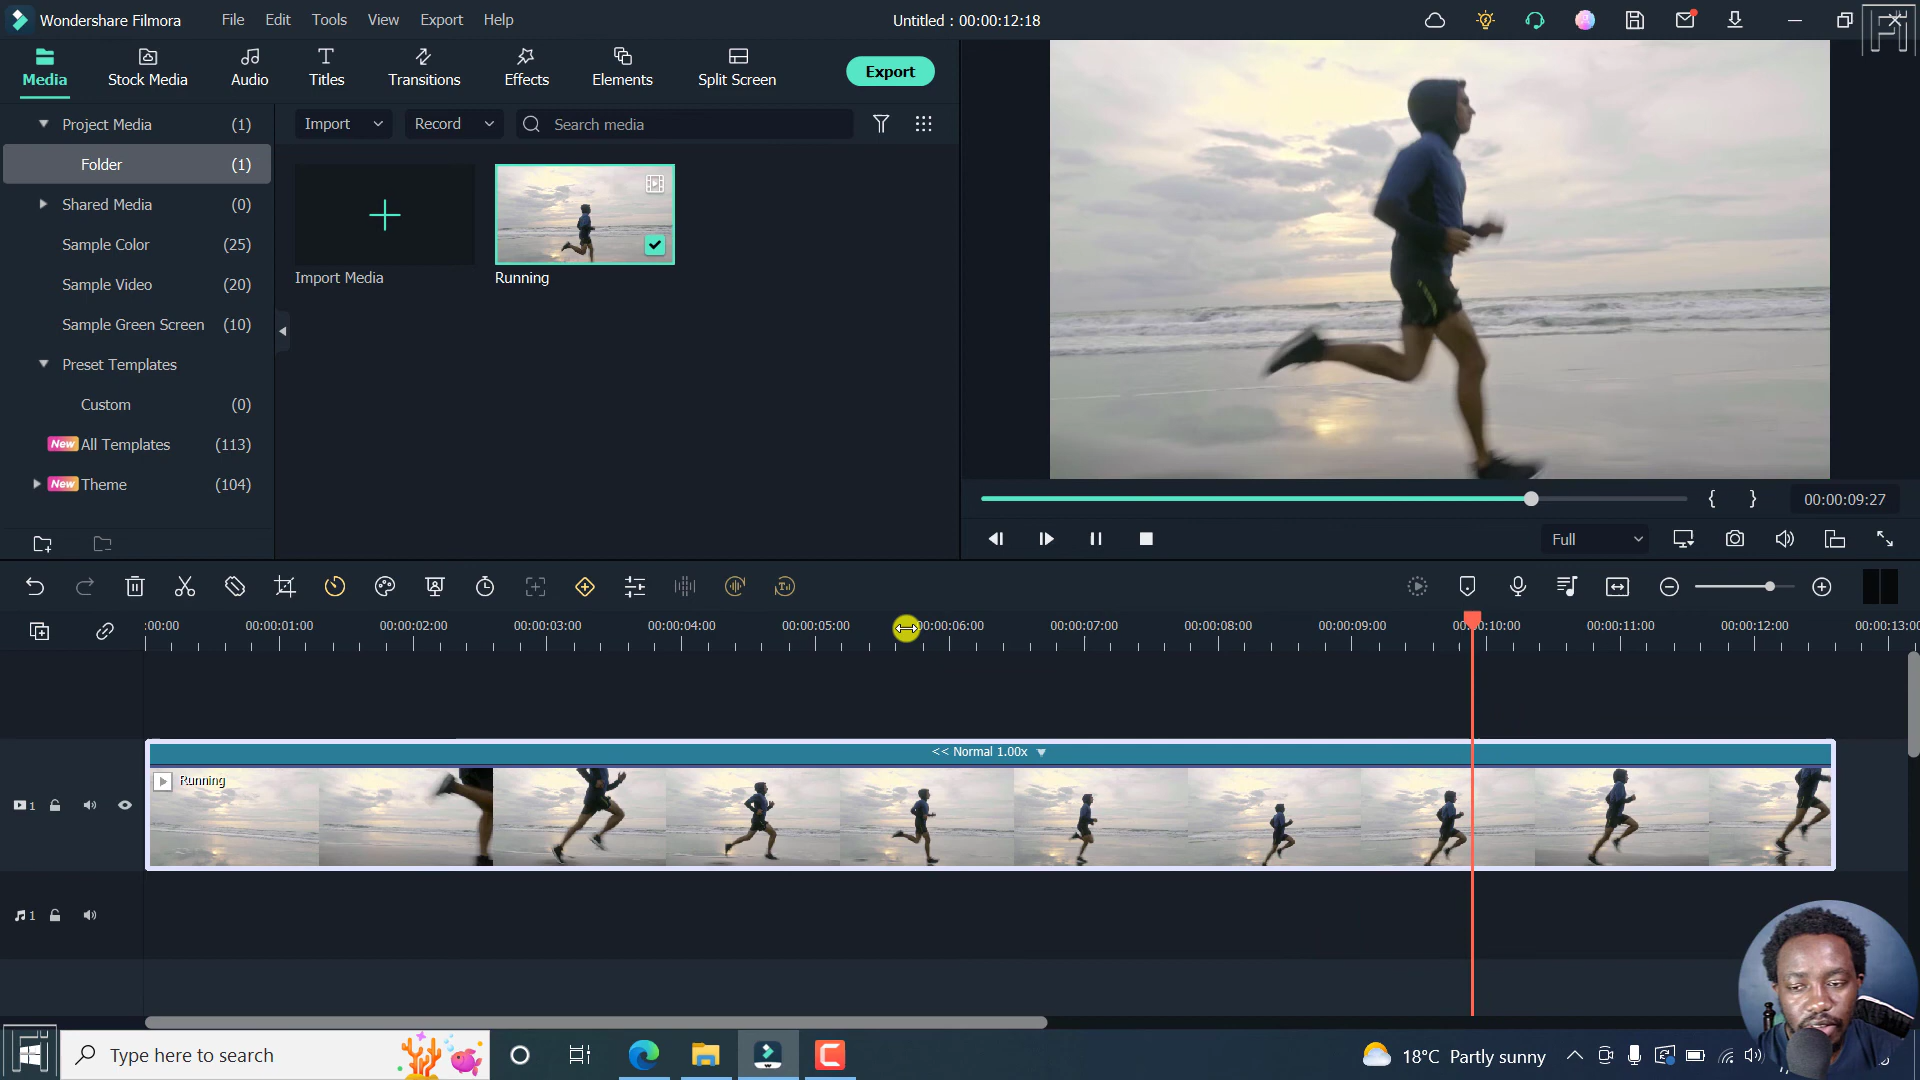 Wondershare Filmora File Edit Tools View Export Help Untitled : 00:00:12:18
Media Stock Media Audio Titles Transitions Effects Elements Split Screen Export
Project Media (1)
Folder (1)
Shared Media (0)
Sample Color (25)
Sample Video (20)
Sample Green Screen (10)
Preset Templates
Custom (0)
New All Templates (113)
New Theme (104)
Import Record Search media
Import Media Running
00:00:09:27
Full
:00:00 00:00:01:00 00:00:02:00 00:00:03:00 00:00:04:00 00:00:05:00 00:00:06:00 00:00:07:00 00:00:08:00 00:00:09:00 00:00:10:00 00:00:11:00 00:00:12:00 00:00:13:00
<< Normal 1.00x
Running
1
1
Type here to search 18°C Partly sunny